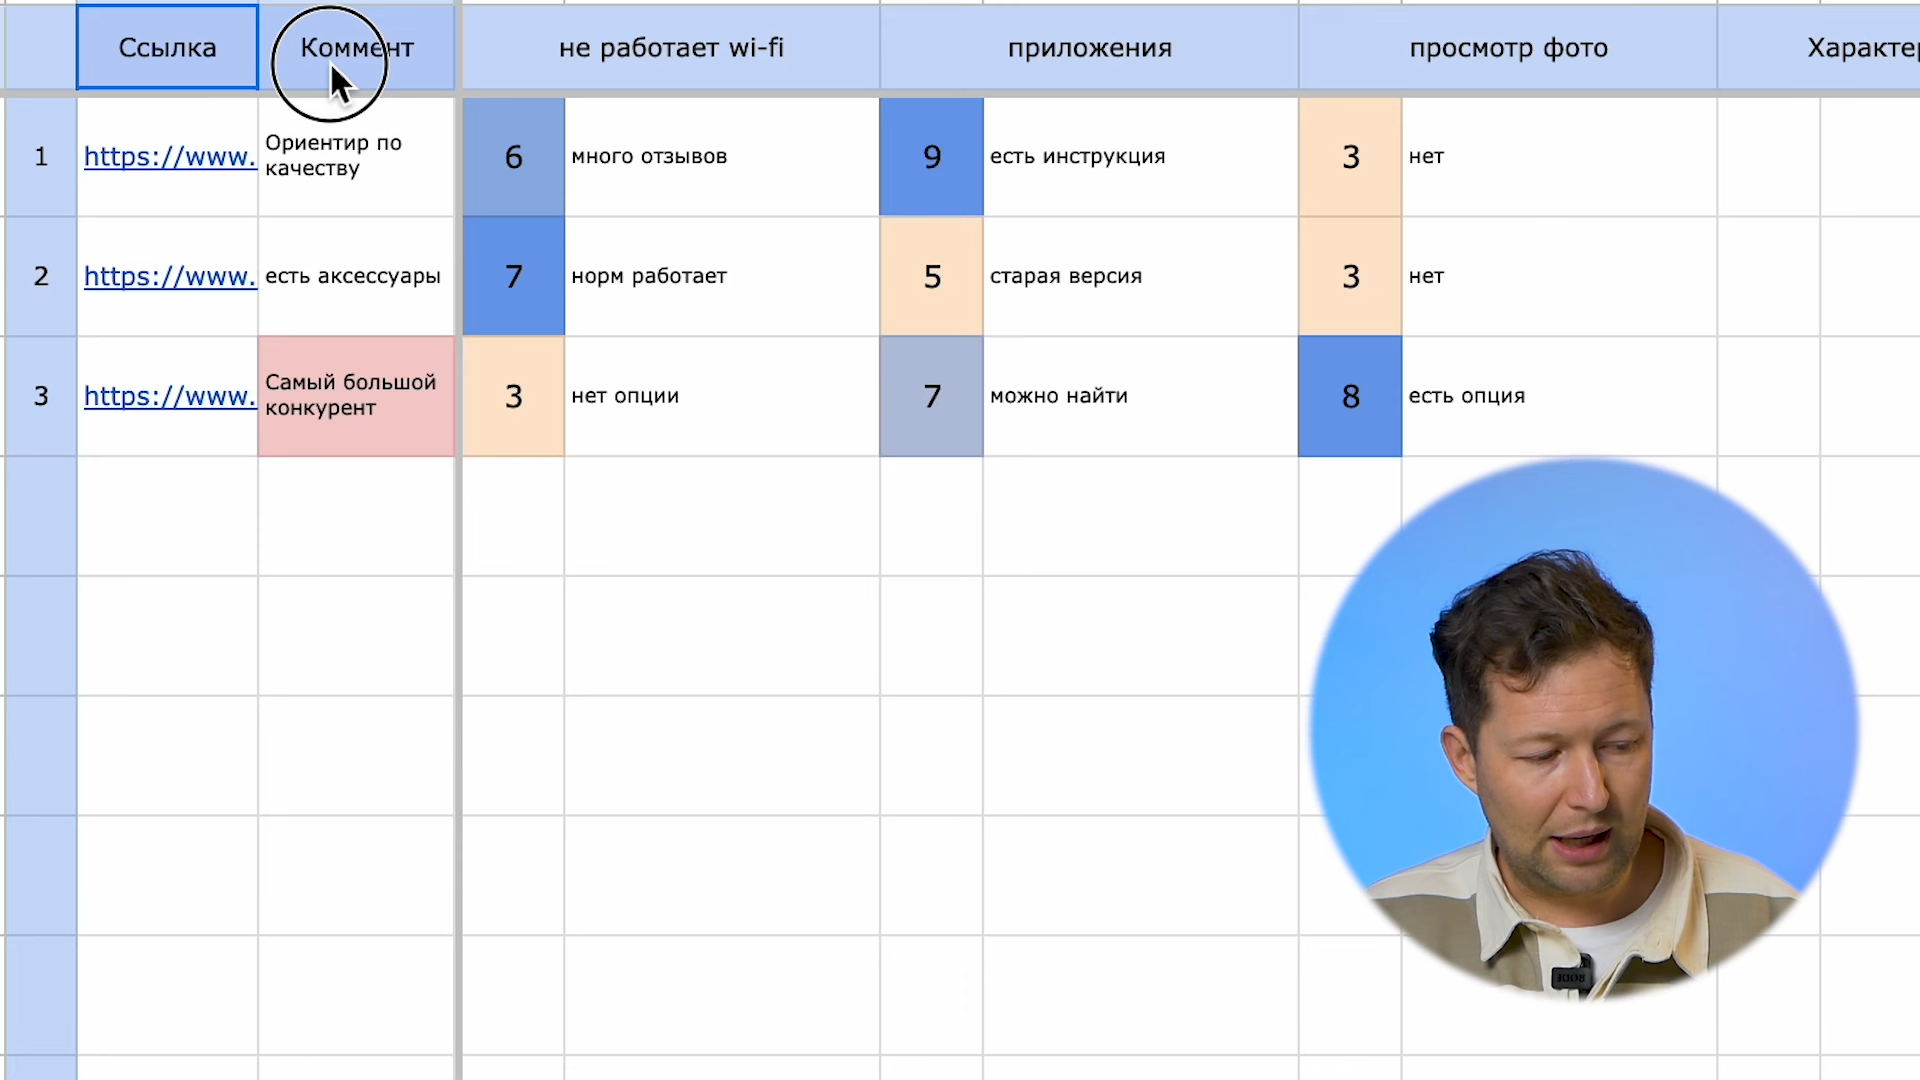 Ссылка
Коммент
не работает wi-fi
приложения
просмотр фото
Характер
1
https://www.
Ориентир по
качеству
6
много отзывов
9
есть инструкция
3
нет
2
https://www.
есть аксессуары
7
норм работает
5
старая версия
3
нет
3
https://www.
Самый большой
конкурент
3
нет опции
7
можно найти
8
есть опция
RODE